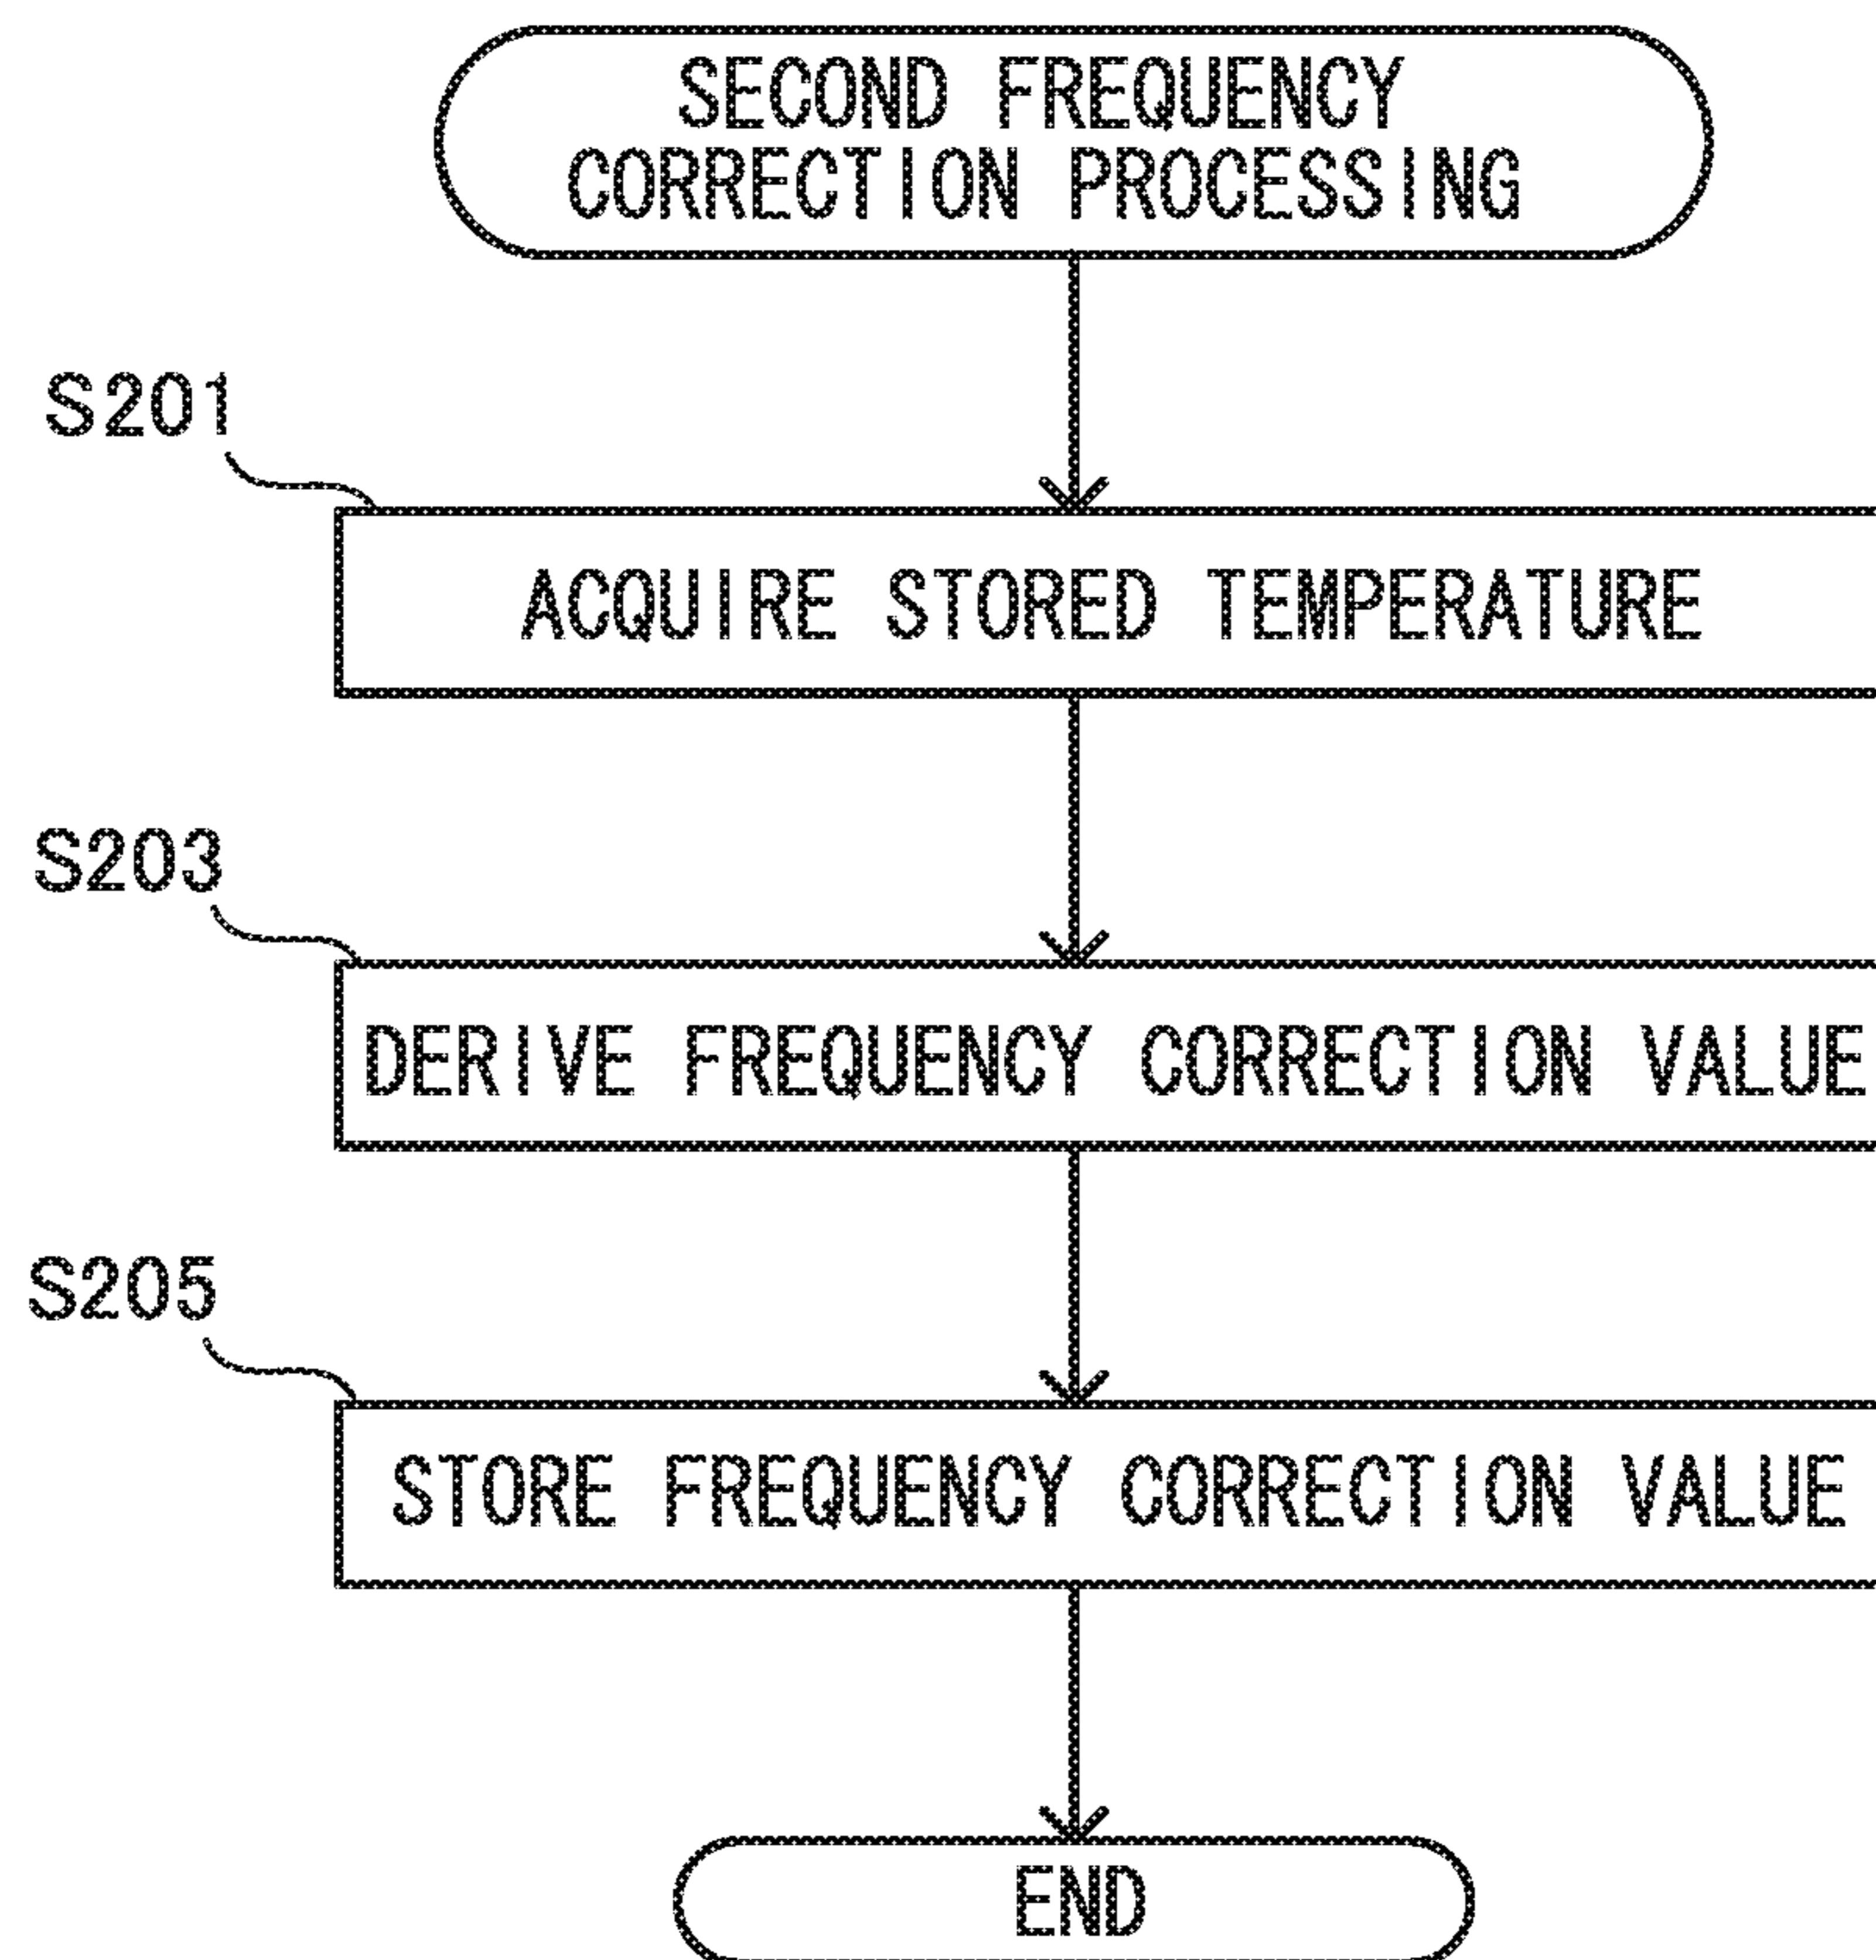 SECOND FREQUENCY
CORRECTION PROCESSING
S201
ACQUIRE STORED TEMPERATURE
S203
DERIVE FREQUENCY CORRECTION VALUE
S205
STORE FREQUENCY CORRECTION VALUE
END